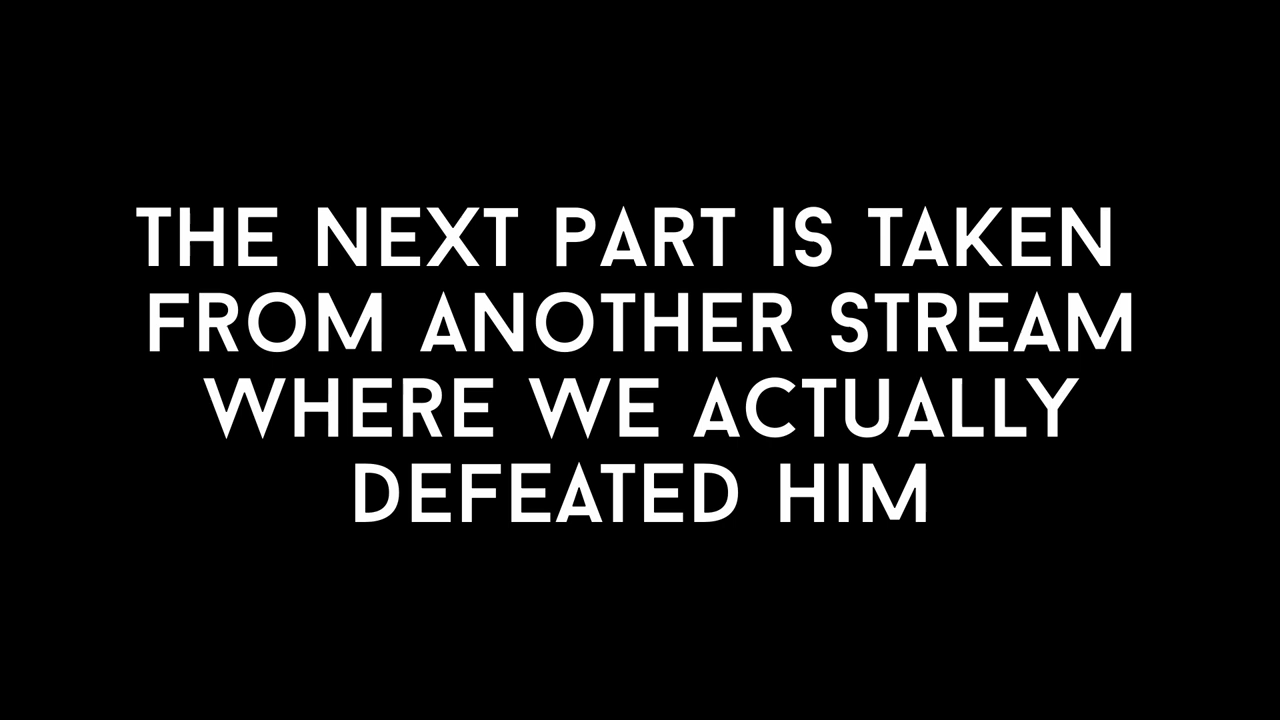 THE NEXT PART IS TAKEN
FROM ANOTHER STREAM
WHERE WE ACTUALLY
DEFEATED HIM